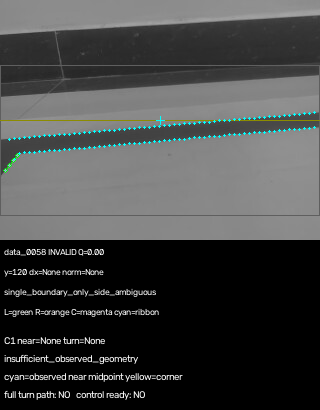 data_0058 INVALID Q=0.00
y=120 dx=None norm=None
single_boundary_only_side_ambiguous
L=green R=orange C=magenta cyan=ribbon
C1 near=None turn=None
insufficient_observed_geometry
cyan=observed near midpoint yellow=corner
full turn path: NO control ready: NO